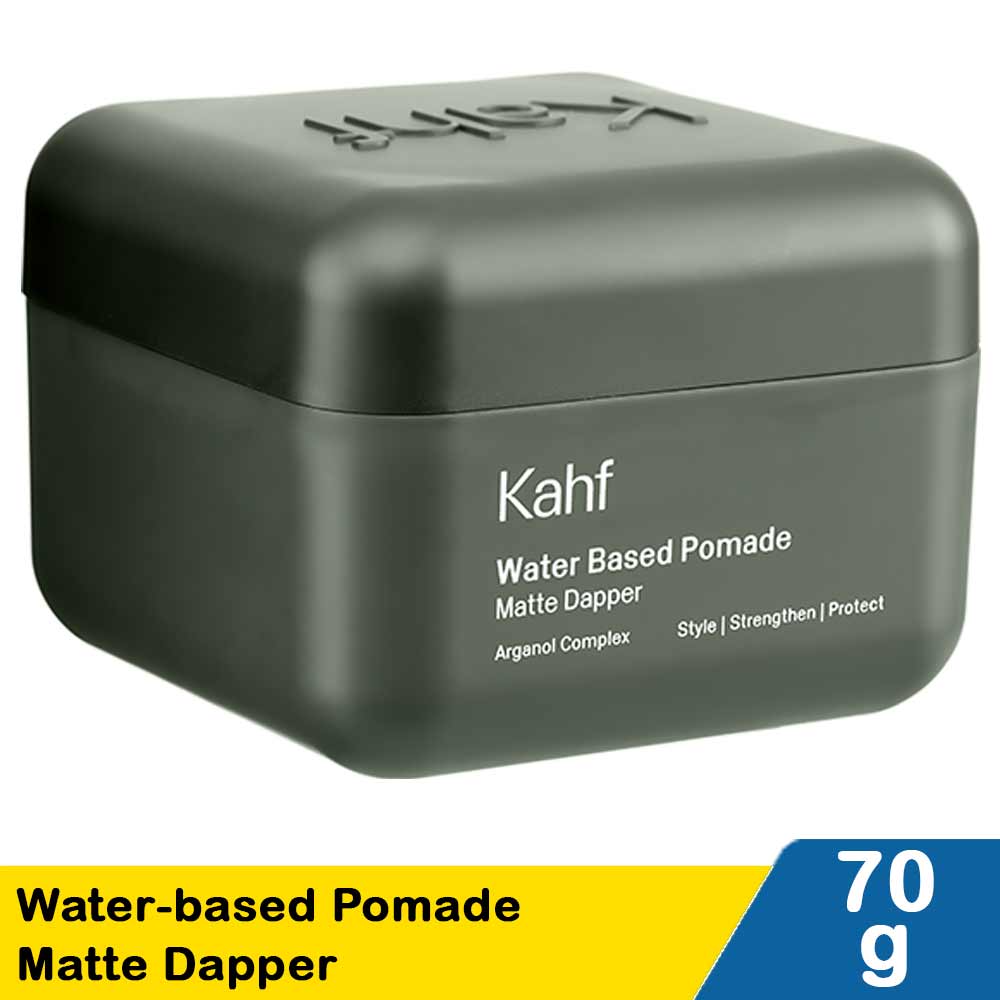 Kahf
Kahf
Water Based Pomade
Matte Dapper
Arganol Complex
Style | Strengthen | Protect
Water-based Pomade
Matte Dapper
70
g